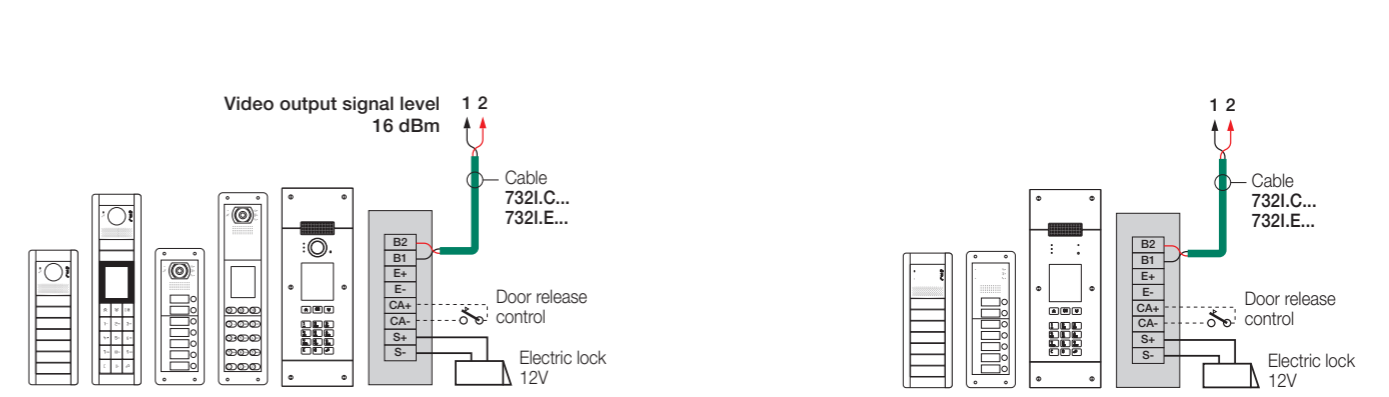 Video output signal level
16 dBm
1 2
Cable
732I.C...
732I.E...
B2
B1
E+
E-
CA+
CA-
S+
S-
Door release
control
Electric lock
12V
1 2
Cable
732I.C...
732I.E...
B2
B1
E+
E-
CA+
CA-
S+
S-
Door release
control
Electric lock
12V